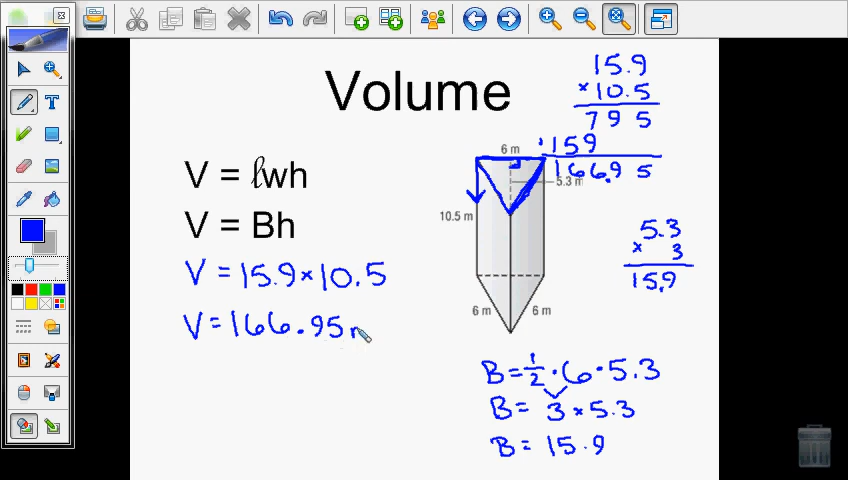 Volume
15.9
×10.5
795
159
166.95
V = lwh
V = Bh
V = 15.9 × 10.5
V = 166.95
6 m
5.3 m
10.5 m
6 m
6 m
5.3
× 3
15.9
B = 1/2 · 6 · 5.3
B = 3 × 5.3
B = 15.9
T